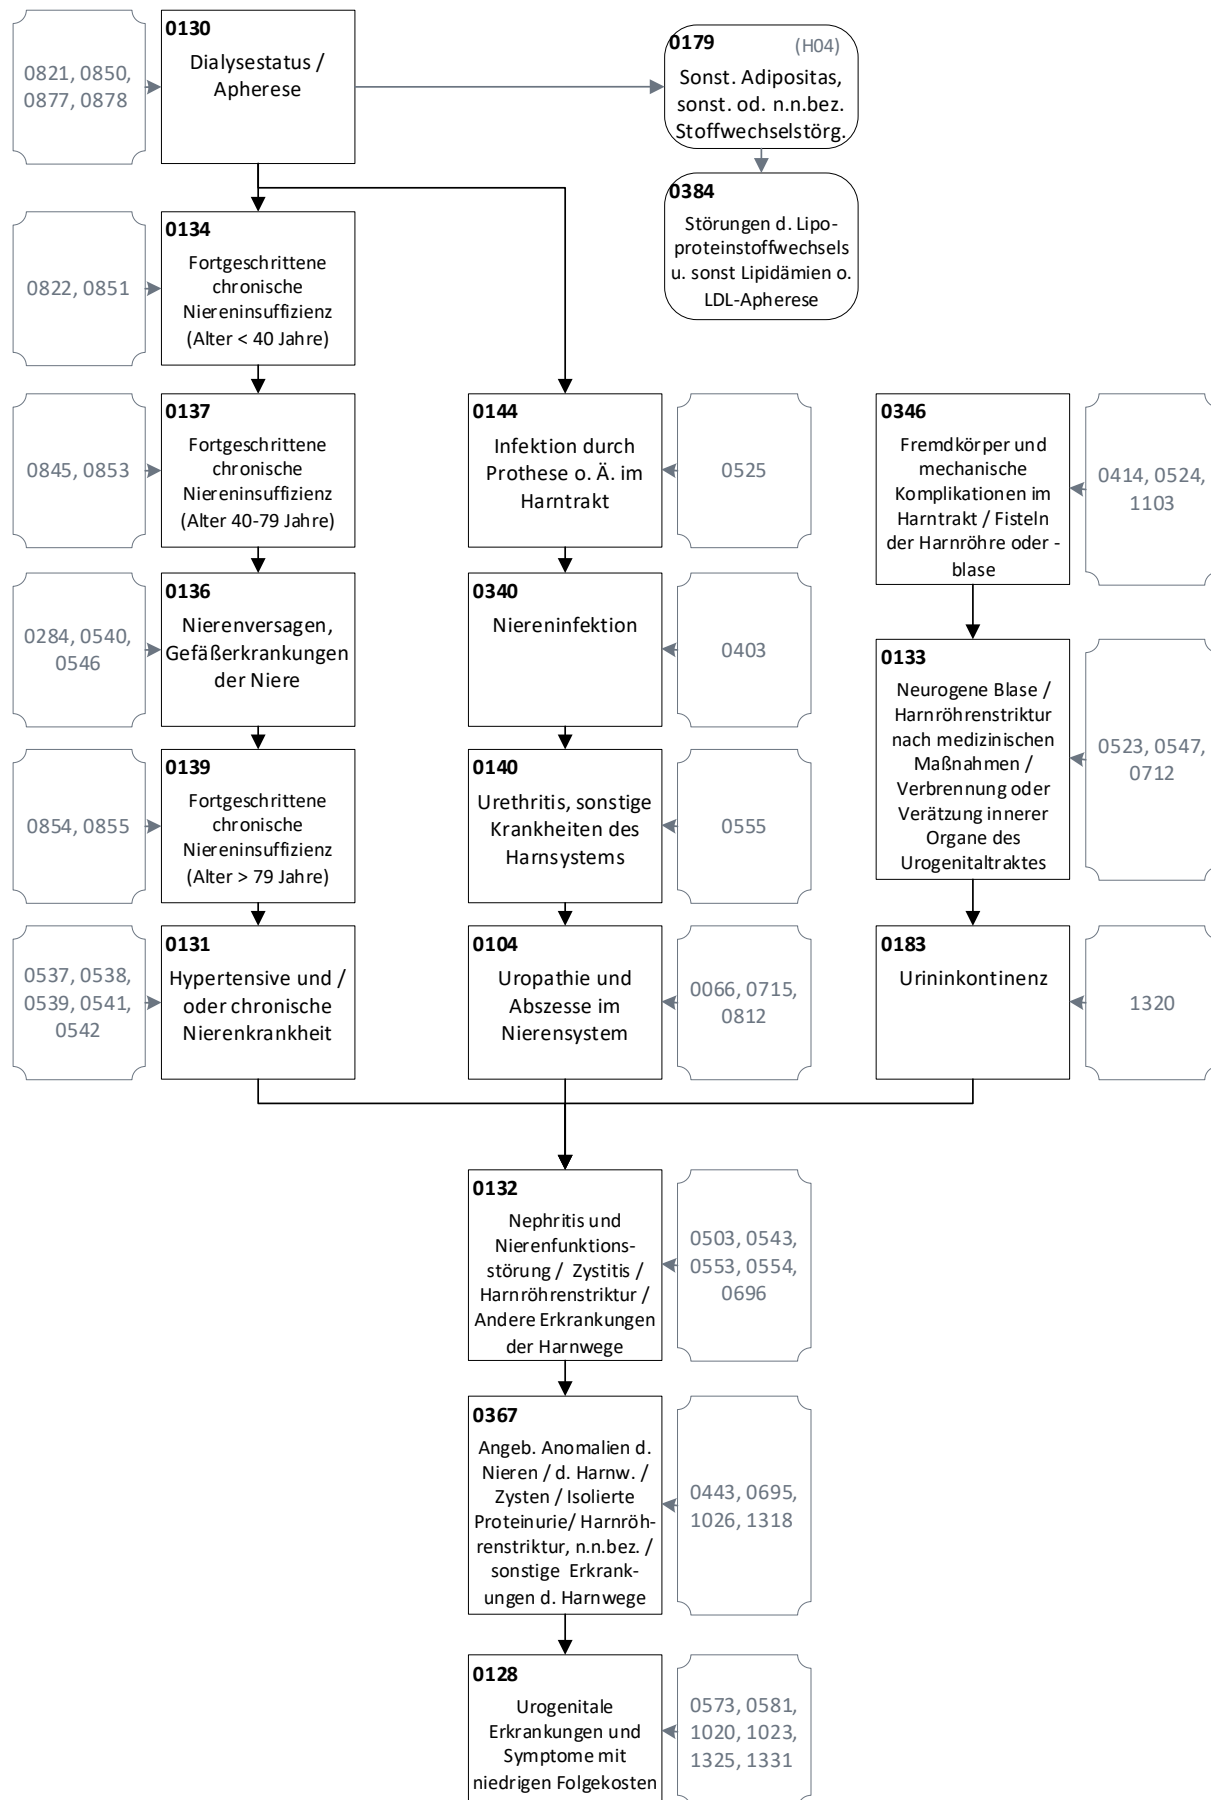 0821, 0850,
0877, 0878
0130
Dialysestatus /
Apherese
0179
(H04)
Sonst. Adipositas,
sonst. od. n.n.bez.
Stoffwechselstörg.
0384
Störungen d. Lipo-
proteinstoffwechsels
u. sonst Lipidämien o.
LDL-Apherese
0822, 0851
0134
Fortgeschrittene
chronische
Niereninsuffizienz
(Alter < 40 Jahre)
0845, 0853
0137
Fortgeschrittene
chronische
Niereninsuffizienz
(Alter 40-79 Jahre)
0144
Infektion durch
Prothese o. Ä. im
Harntrakt
0525
0346
Fremdkörper und
mechanische
Komplikationen im
Harntrakt / Fisteln
der Harnröhre oder -
blase
0414, 0524,
1103
0284, 0540,
0546
0136
Nierenversagen,
Gefäßerkrankungen
der Niere
0340
Niereninfektion
0403
0133
Neurogene Blase /
Harnröhrenstriktur
nach medizinischen
Maßnahmen /
Verbrennung oder
Verätzung innerer
Organe des
Urogenitaltraktes
0523, 0547,
0712
0854, 0855
0139
Fortgeschrittene
chronische
Niereninsuffizienz
(Alter > 79 Jahre)
0140
Urethritis, sonstige
Krankheiten des
Harnsystems
0555
0537, 0538,
0539, 0541,
0542
0131
Hypertensive und /
oder chronische
Nierenkrankheit
0104
Uropathie und
Abszesse im
Nierensystem
0066, 0715,
0812
0183
Urininkontinenz
1320
0132
Nephritis und
Nierenfunktions-
störung / Zystitis /
Harnröhrenstriktur /
Andere Erkrankungen
der Harnwege
0503, 0543,
0553, 0554,
0696
0367
Angeb. Anomalien d.
Nieren / d. Harnw. /
Zysten / Isolierte
Proteinurie/ Harnröh-
renstriktur, n.n.bez. /
sonstige Erkrank-
ungen d. Harnwege
0443, 0695,
1026, 1318
0128
Urogenitale
Erkrankungen und
Symptome mit
niedrigen Folgekosten
0573, 0581,
1020, 1023,
1325, 1331